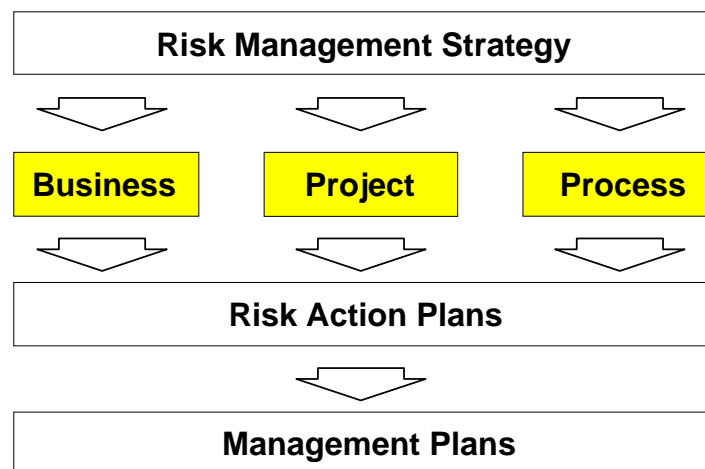 Risk Management Strategy
Business Project Process
Risk Action Plans
Management Plans